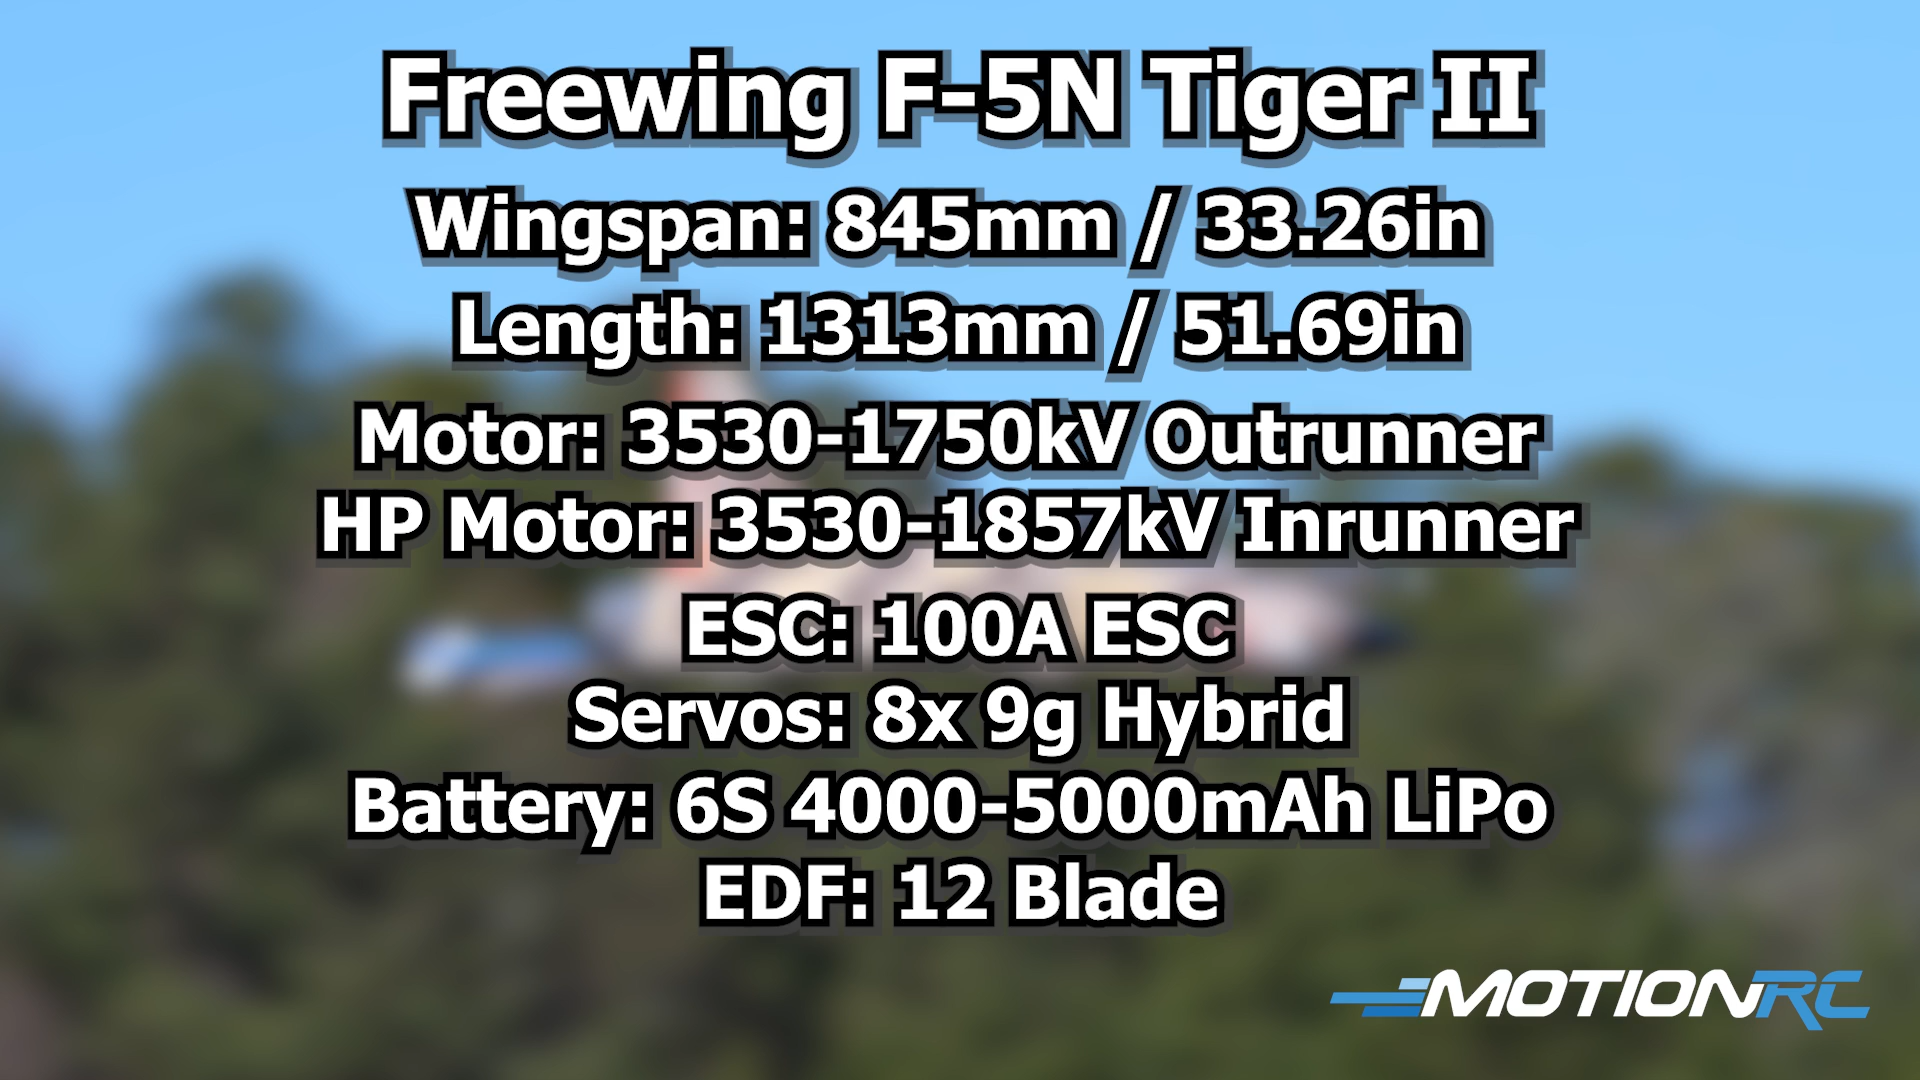 Freewing F-5N Tiger II
Wingspan: 845mm / 33.26in
Length: 1313mm / 51.69in
Motor: 3530-1750kV Outrunner
HP Motor: 3530-1857kV Inrunner
ESC: 100A ESC
Servos: 8x 9g Hybrid
Battery: 6S 4000-5000mAh LiPo
EDF: 12 Blade
MOTIONRC